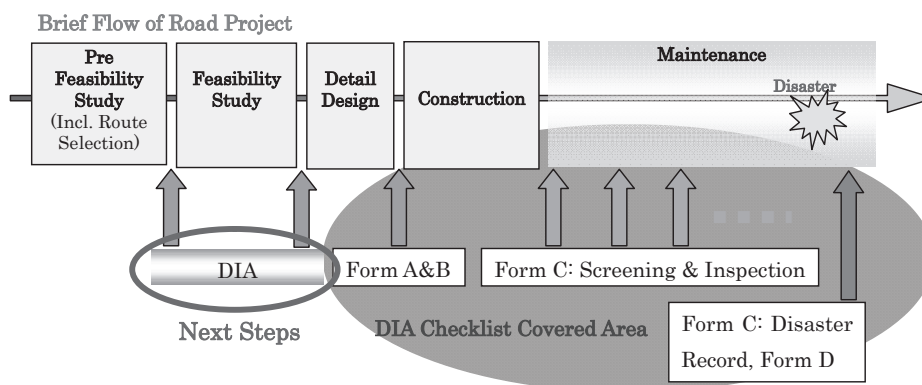 Brief Flow of Road Project
Pre
Feasibility
Study
(Incl. Route
Selection)
Feasibility
Study
Detail
Design
Construction
Maintenance
Disaster
DIA
Form A&B
Form C: Screening & Inspection
Next Steps
DIA Checklist Covered Area
Form C: Disaster
Record, Form D